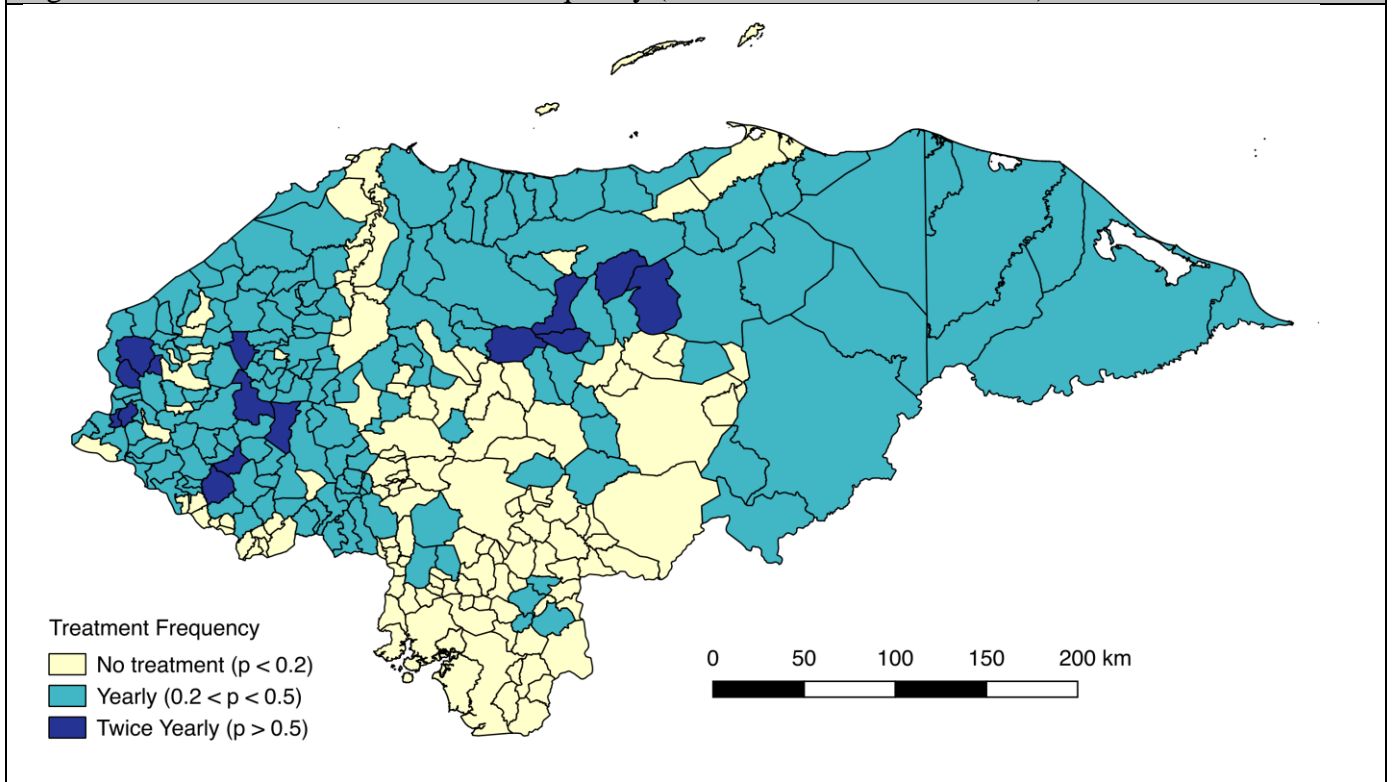 Treatment Frequency
No treatment (p < 0.2)
Yearly (0.2 < p < 0.5)
Twice Yearly (p > 0.5)
0 50 100 150 200 km